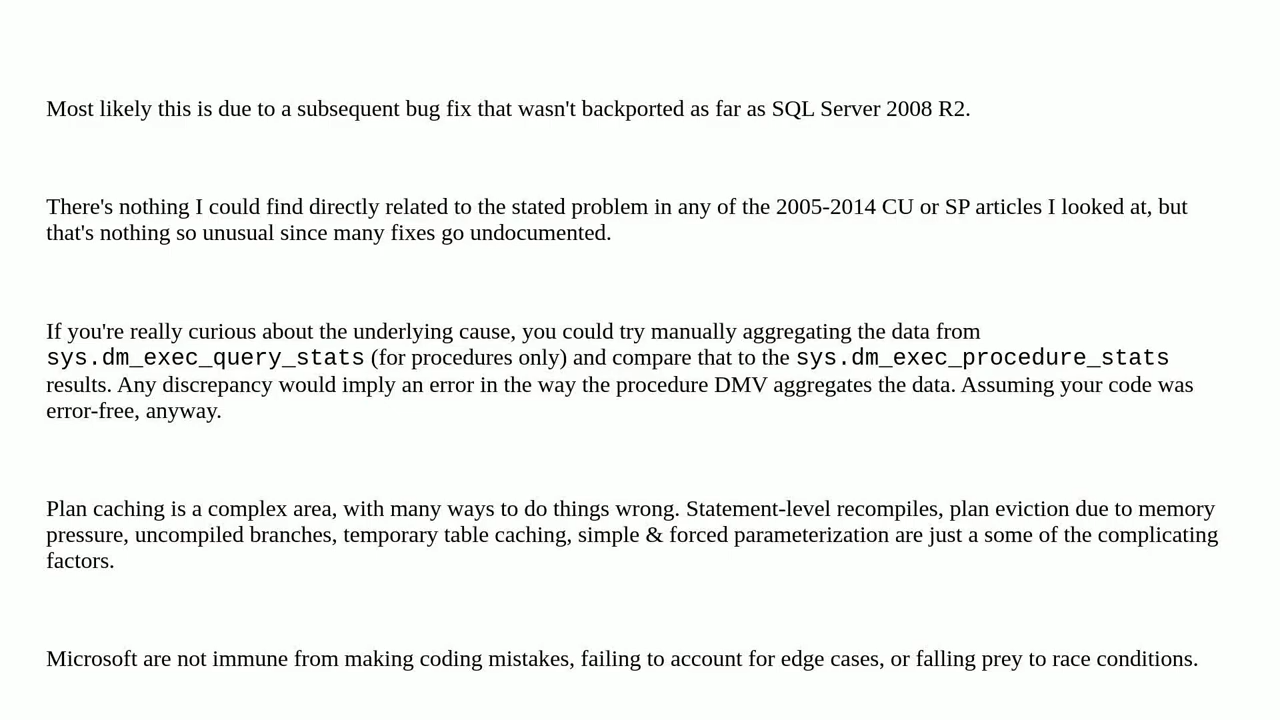 Most likely this is due to a subsequent bug fix that wasn't backported as far as SQL Server 2008 R2.
There's nothing I could find directly related to the stated problem in any of the 2005-2014 CU or SP articles I looked at, but
that's nothing so unusual since many fixes go undocumented.
If you're really curious about the underlying cause, you could try manually aggregating the data from
sys.dm_exec_query_stats (for procedures only) and compare that to the sys.dm_exec_procedure_stats
results. Any discrepancy would imply an error in the way the procedure DMV aggregates the data. Assuming your code was
error-free, anyway.
Plan caching is a complex area, with many ways to do things wrong. Statement-level recompiles, plan eviction due to memory
pressure, uncompiled branches, temporary table caching, simple & forced parameterization are just a some of the complicating
factors.
Microsoft are not immune from making coding mistakes, failing to account for edge cases, or falling prey to race conditions.